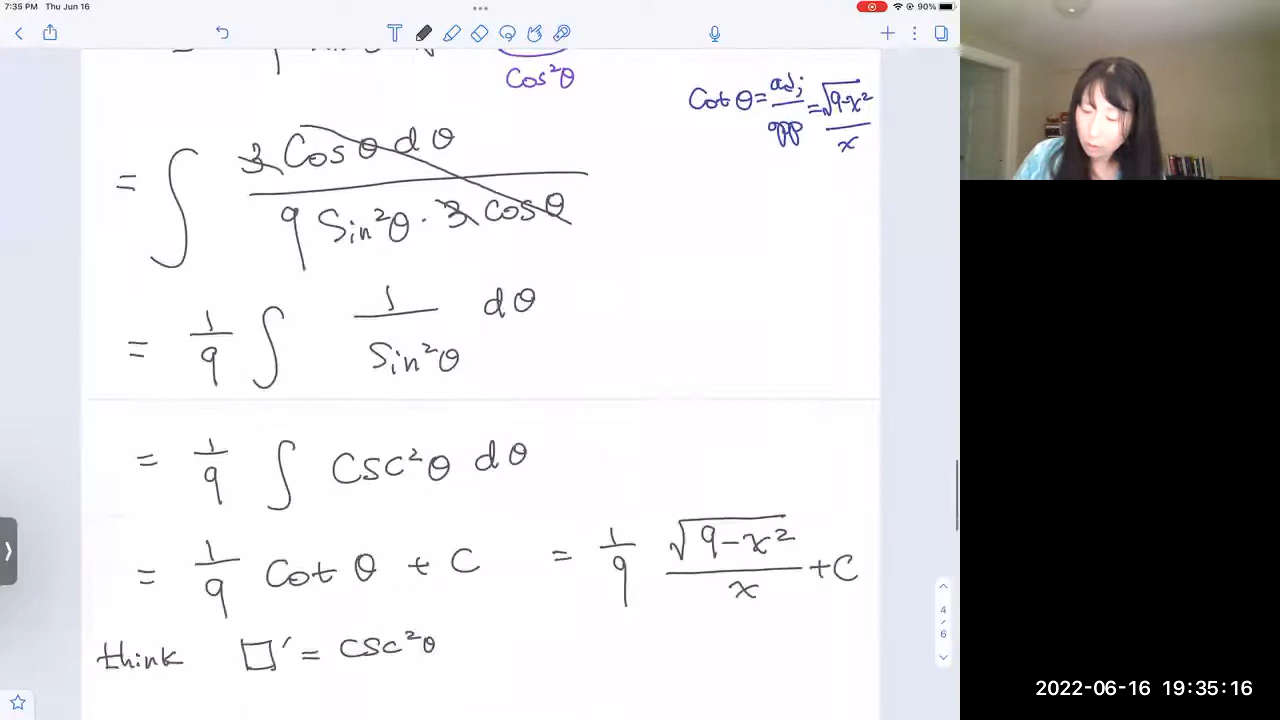 7:35 PM Thu Jun 16
90%
Cos²θ
Cot θ = adj/opp = √9-x²/x
= ∫ 3 Cos θ dθ / 9 Sin²θ · 3 Cos θ
= 1/9 ∫ 1/Sin²θ dθ
= 1/9 ∫ CSC²θ dθ
= 1/9 Cot θ + C = 1/9 √9-x²/x + C
think □′ = CSC²θ
4/6
2022-06-16 19:35:16